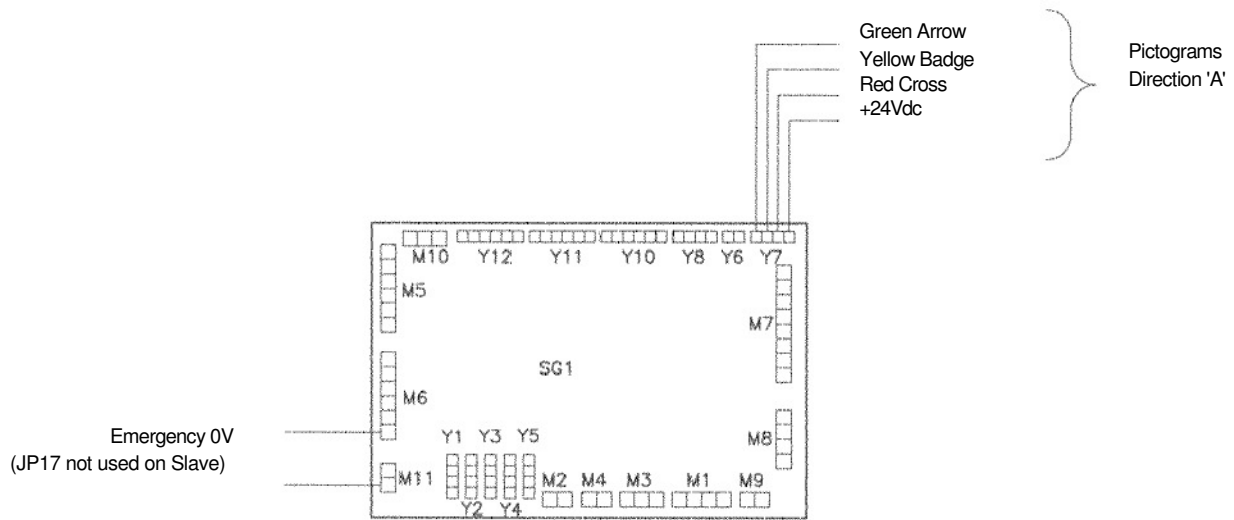 Green Arrow
Yellow Badge
Red Cross
+24Vdc
Pictograms
Direction 'A'
M10 Y12 Y11 Y10 Y8 Y6 Y7
M5
M7
SG1
M6
M8
Emergency 0V
(JP17 not used on Slave)
M11
Y1 Y3 Y5
Y2 Y4
M2 M4 M3 M1 M9